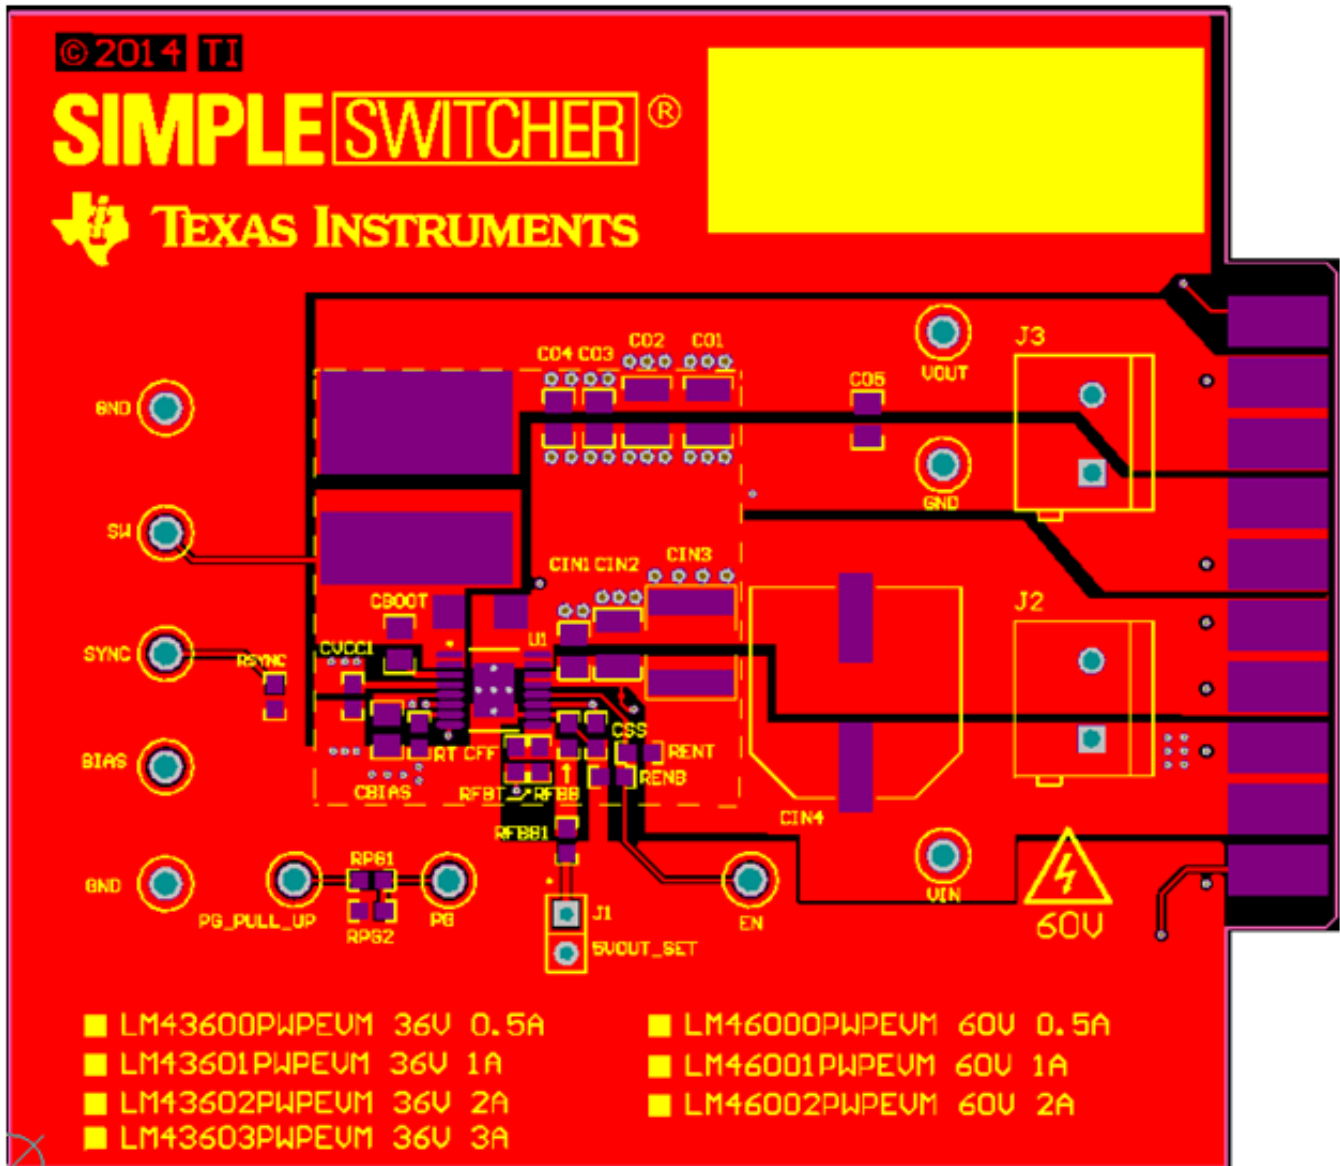 © 2014 TI
SIMPLE SWITCHER ®
TEXAS INSTRUMENTS
J3
CO4 CO3 CO2 CO1
VOUT
CO5
GND
GND
SW
CIN1 CIN2 CIN3
CBOOT
J2
U1
SYNC
RSYNC
CVCC1
CSS
RT CFF
RENT
BIAS
RENB
CBIAS
RFBT
RFBB
CIN4
RFBB1
RPG1
GND
VIN
PG_PULL_UP
PG
J1
EN
60V
RPG2
5VOUT_SET
LM43600PWPEVM 36V 0.5A
LM46000PWPEVM 60V 0.5A
LM43601PWPEVM 36V 1A
LM46001PWPEVM 60V 1A
LM43602PWPEVM 36V 2A
LM46002PWPEVM 60V 2A
LM43603PWPEVM 36V 3A